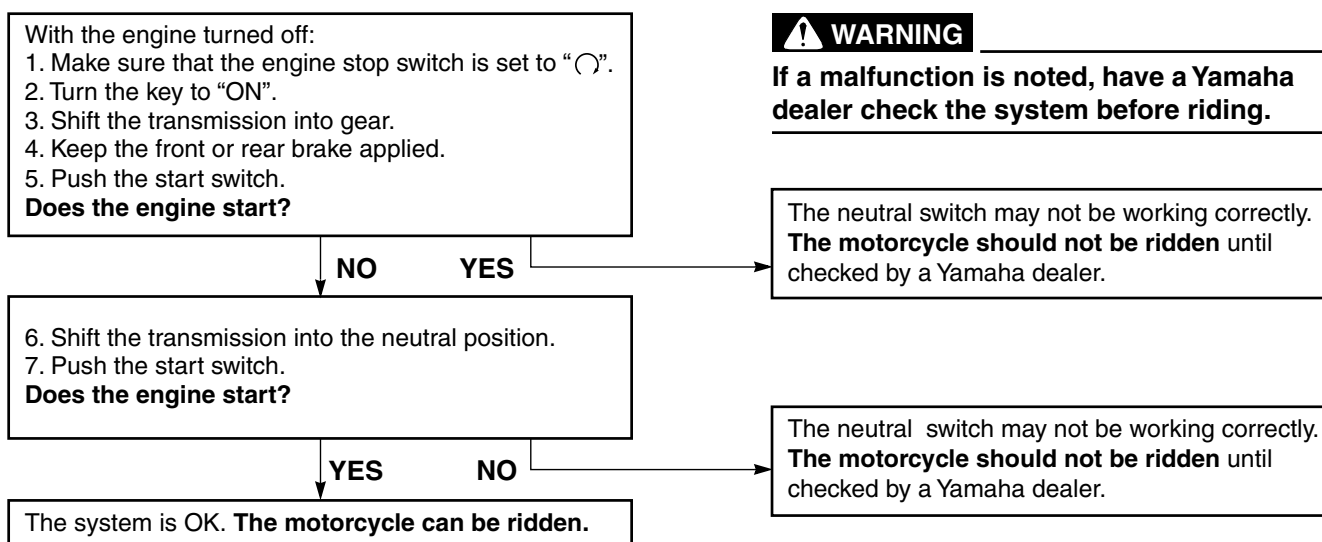 With the engine turned off:
1. Make sure that the engine stop switch is set to “◠”.
2. Turn the key to “ON”.
3. Shift the transmission into gear.
4. Keep the front or rear brake applied.
5. Push the start switch.
Does the engine start?
WARNING
If a malfunction is noted, have a Yamaha
dealer check the system before riding.
NO YES
The neutral switch may not be working correctly.
The motorcycle should not be ridden until
checked by a Yamaha dealer.
6. Shift the transmission into the neutral position.
7. Push the start switch.
Does the engine start?
YES NO
The neutral switch may not be working correctly.
The motorcycle should not be ridden until
checked by a Yamaha dealer.
The system is OK. The motorcycle can be ridden.